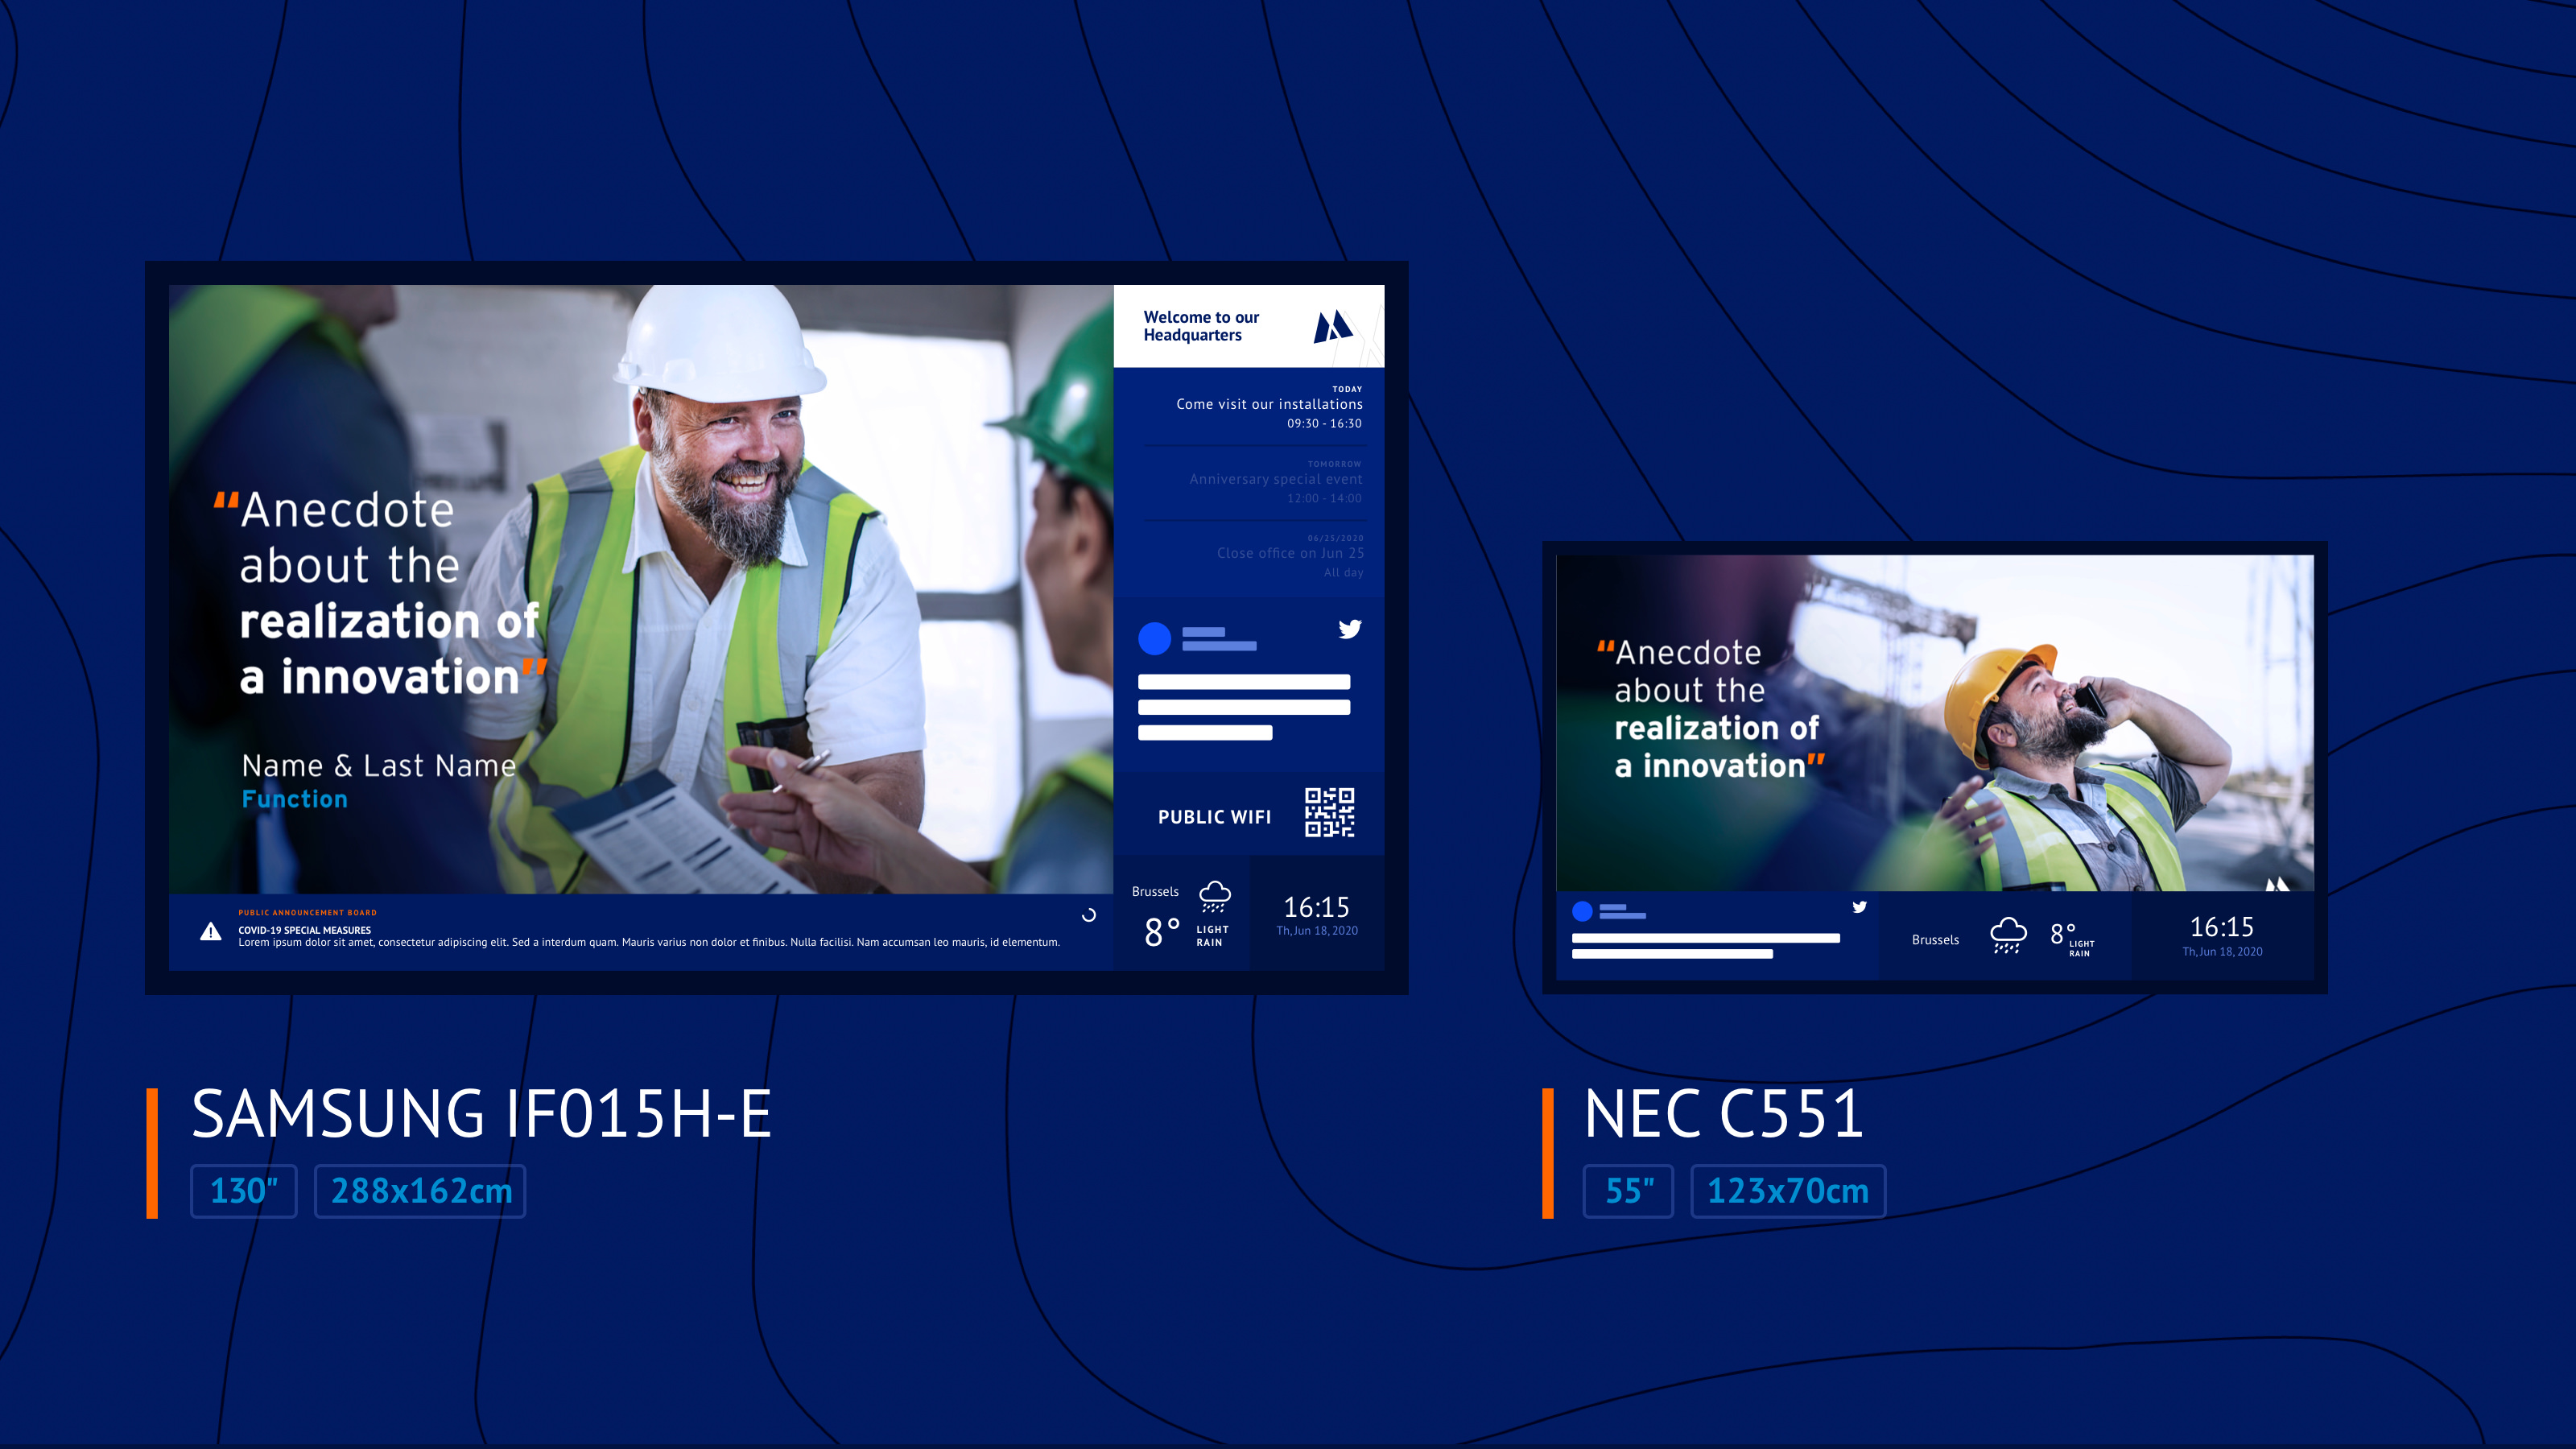 “Anecdote
about the
realization of
a innovation”
Name & Last Name
Function
PUBLIC ANNOUNCEMENT BOARD
COVID-19 SPECIAL MEASURES
Lorem ipsum dolor sit amet, consectetur adipiscing elit. Sed a interdum quam. Mauris varius non dolor et finibus. Nulla facilisi. Nam accumsan leo mauris, id elementum.
Welcome to our
Headquarters
TODAY
Come visit our installations
09:30 - 16:30
TOMORROW
Anniversary special event
12:00 - 14:00
06/25/2020
Close office on Jun 25
All day
PUBLIC WIFI
Brussels
8°
LIGHT
RAIN
16:15
Th, Jun 18, 2020
“Anecdote
about the
realization of
a innovation”
Brussels
8°
LIGHT
RAIN
16:15
Th, Jun 18, 2020
SAMSUNG IF015H-E
130"
288x162cm
NEC C551
55"
123x70cm